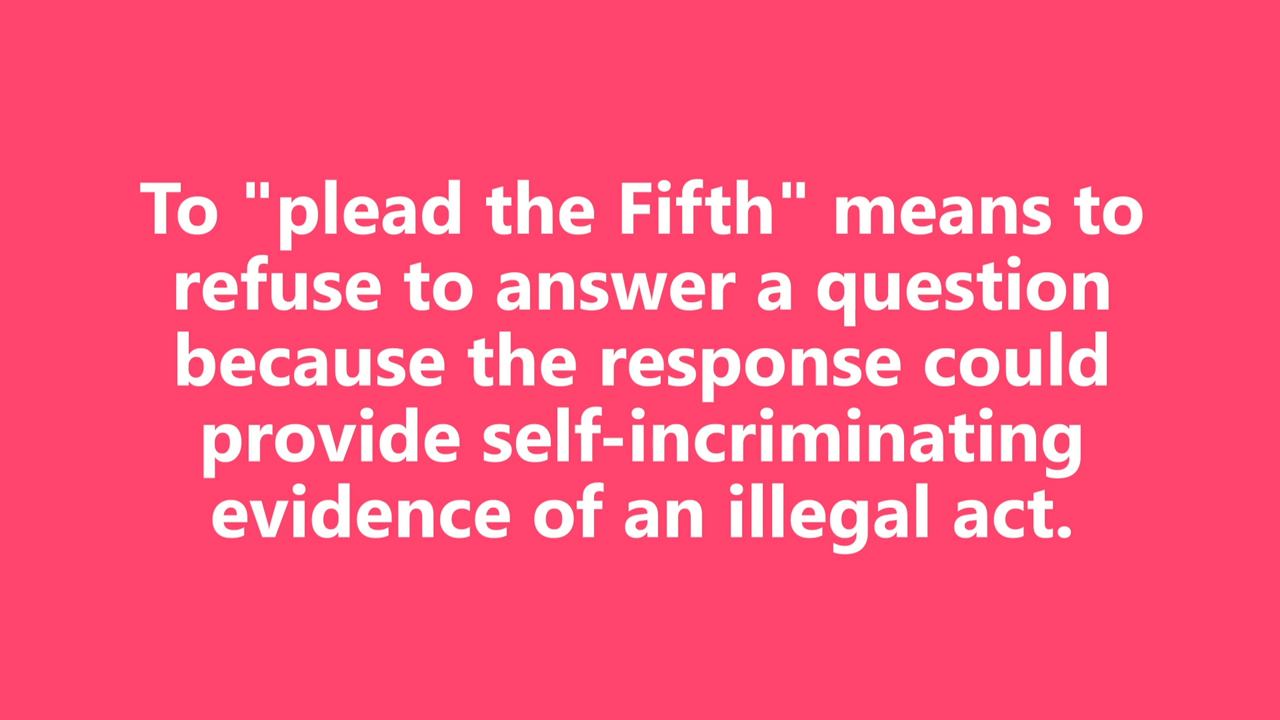 To "plead the Fifth" means to
refuse to answer a question
because the response could
provide self-incriminating
evidence of an illegal act.